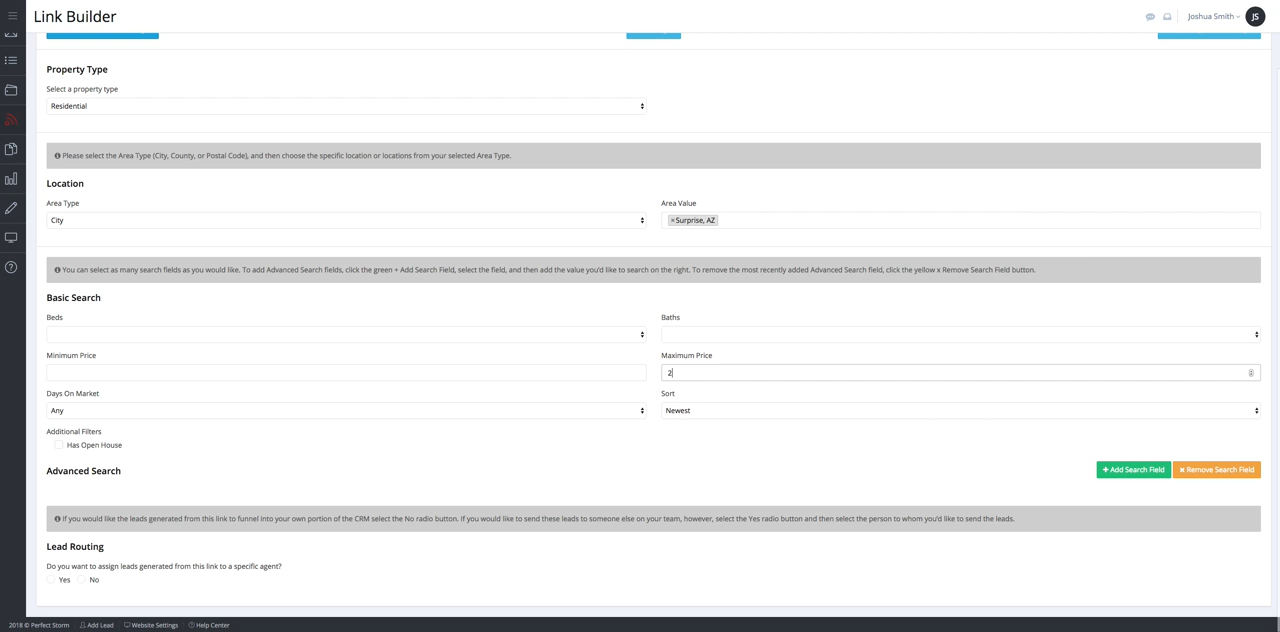 Link Builder
Joshua Smith
JS
Property Type
Select a property type
Residential
Please select the Area Type (City, County, or Postal Code), and then choose the specific location or locations from your selected Area Type.
Location
Area Type
Area Value
City
× Surprise, AZ
You can select as many search fields as you would like. To add Advanced Search fields, click the green + Add Search Field, select the field, and then add the value you'd like to search on the right. To remove the most recently added Advanced Search field, click the yellow x Remove Search Field button.
Basic Search
Beds
Baths
Minimum Price
Maximum Price
2
Days On Market
Sort
Any
Newest
Additional Filters
Has Open House
Advanced Search
+ Add Search Field
x Remove Search Field
If you would like the leads generated from this link to funnel into your own portion of the CRM select the No radio button. If you would like to send these leads to someone else on your team, however, select the Yes radio button and then select the person to whom you'd like to send the leads.
Lead Routing
Do you want to assign leads generated from this link to a specific agent?
Yes No
2018 © Perfect Storm Add Lead Website Settings Help Center